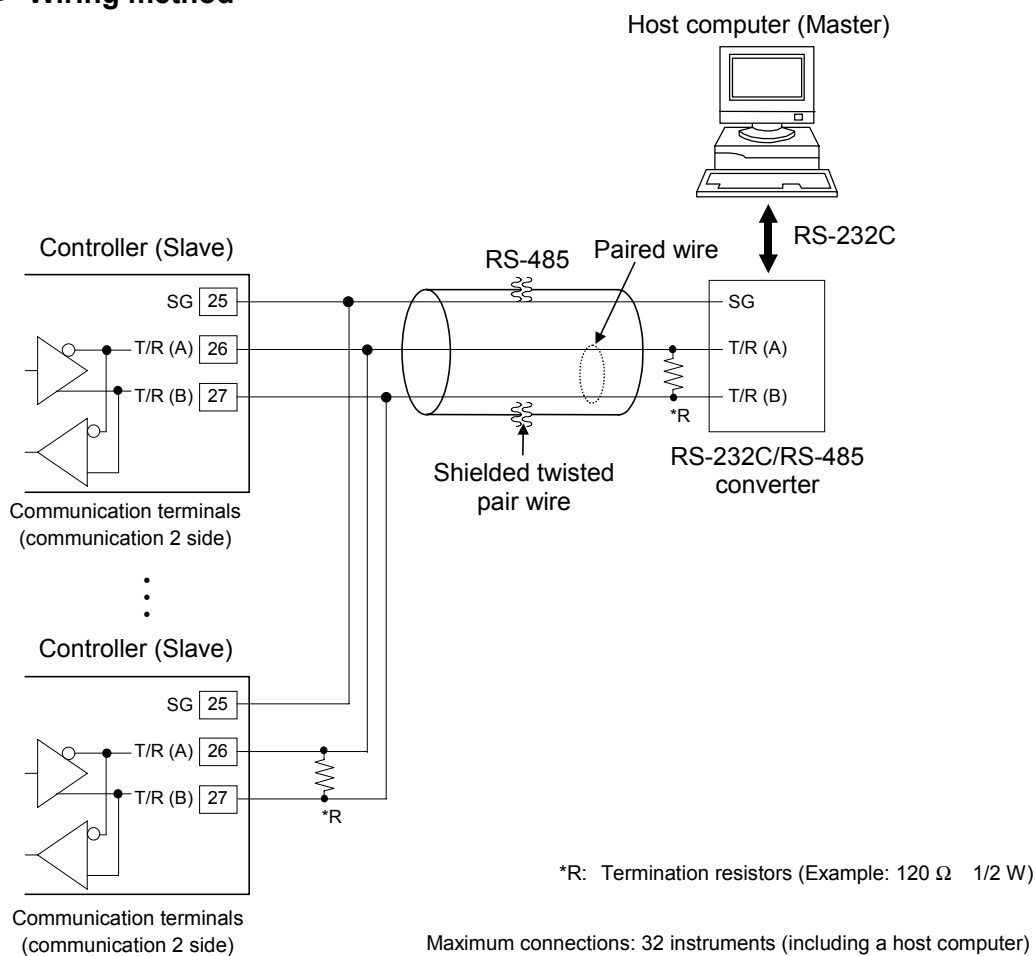 Wiring method
Host computer (Master)
RS-232C
Controller (Slave)
RS-485
Paired wire
SG 25
T/R (A) 26
T/R (B) 27
SG
T/R (A)
T/R (B)
*R
Shielded twisted
pair wire
RS-232C/RS-485
converter
Communication terminals
(communication 2 side)
Controller (Slave)
SG 25
T/R (A) 26
T/R (B) 27
*R
*R: Termination resistors (Example: 120 Ω 1/2 W)
Communication terminals
(communication 2 side)
Maximum connections: 32 instruments (including a host computer)